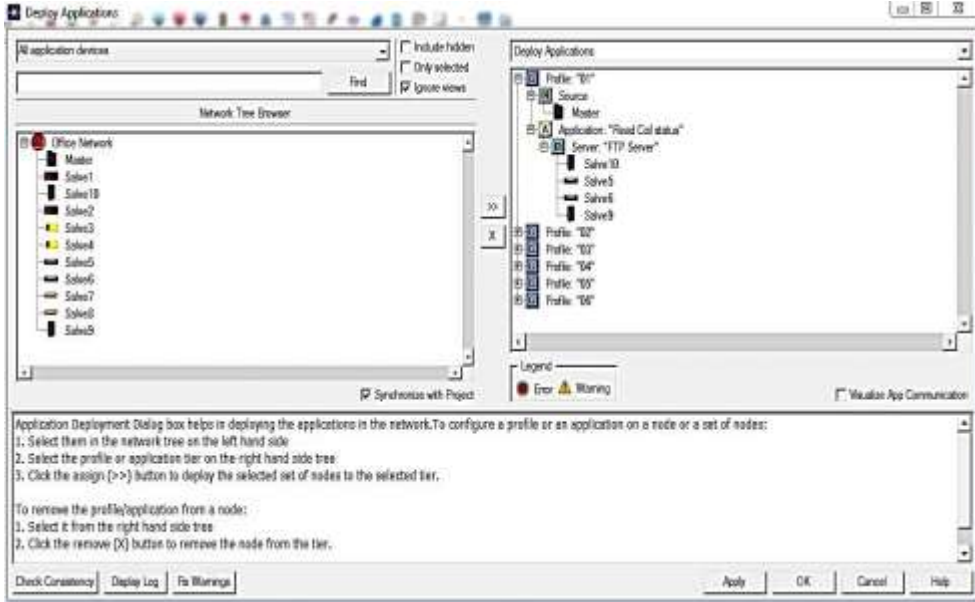 Deploy Applications
All application devices
Include hidden
Only selected
Find
Ignore views
Network Tree Browser
Office Network
Master
Salve1
Salve10
Salve2
Salve3
Salve4
Salve5
Salve6
Salve7
Salve8
Salve9
>>
X
Synchronize with Project
Deploy Applications
Profile: "01"
Source
Master
Application: "Read Coil status"
Server: "FTP Server"
Salve10
Salve5
Salve6
Salve9
Profile: "02"
Profile: "03"
Profile: "04"
Profile: "05"
Profile: "06"
Legend
Error Warning
Visualize App Communication
Application Deployment Dialog box helps in deploying the applications in the network.To configure a profile or an application on a node or a set of nodes:
1. Select them in the network tree on the left hand side
2. Select the profile or application tier on the right hand side tree
3. Click the assign (>>) button to deploy the selected set of nodes to the selected tier.
To remove the profile/application from a node:
1. Select it from the right hand side tree
2. Click the remove (X) button to remove the node from the tier.
Check Consistency Display Log Fix Warnings Apply OK Cancel Help